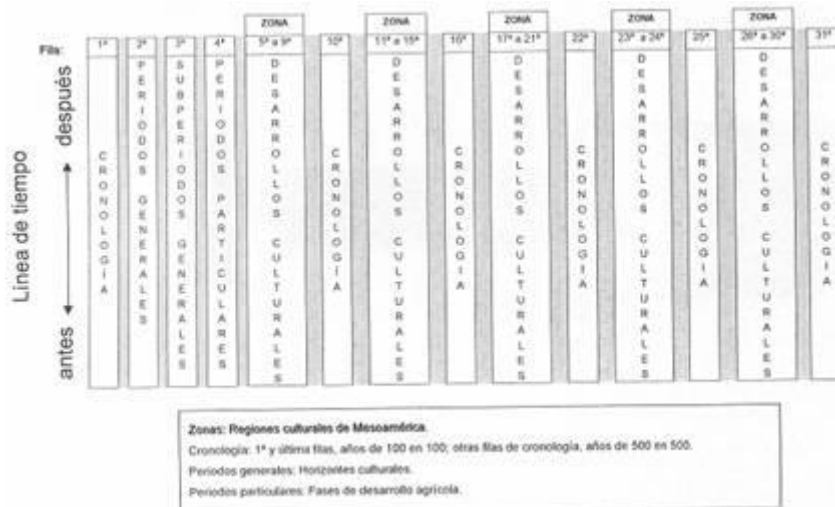 ZONA ZONA ZONA ZONA ZONA
Fila: 1ª 2ª 3ª 4ª 5ª a 9ª 10ª 11ª a 15ª 16ª 17ª a 21ª 22ª 23ª a 24ª 25ª 26ª a 30ª 31ª
Línea de tiempo
después
antes
CRONOLOGÍA
PERIODOS GENERALES
SUBPERIODOS GENERALES
PERIODOS PARTICULARES
DESARROLLOS CULTURALES
CRONOLOGÍA
DESARROLLOS CULTURALES
CRONOLOGÍA
DESARROLLOS CULTURALES
CRONOLOGÍA
DESARROLLOS CULTURALES
CRONOLOGIA
DESARROLLOS CULTURALES
CRONOLOGÍA
Zonas: Regiones culturales de Mesoamérica.
Cronología: 1ª y última filas, años de 100 en 100; otras filas de cronología, años de 500 en 500.
Periodos generales: Horizontes culturales.
Periodos particulares: Fases de desarrollo agrícola.